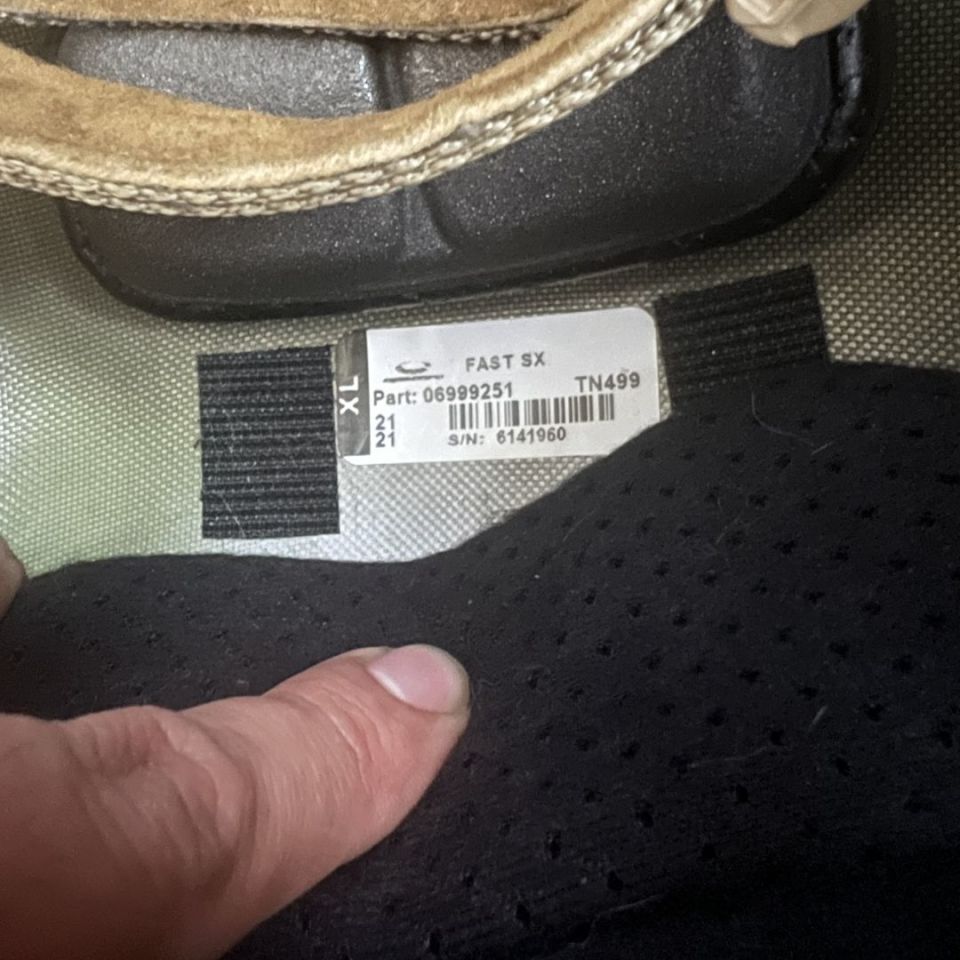 XL
FAST SX
Part: 06999251 TN499
21
21
S/N: 6141960